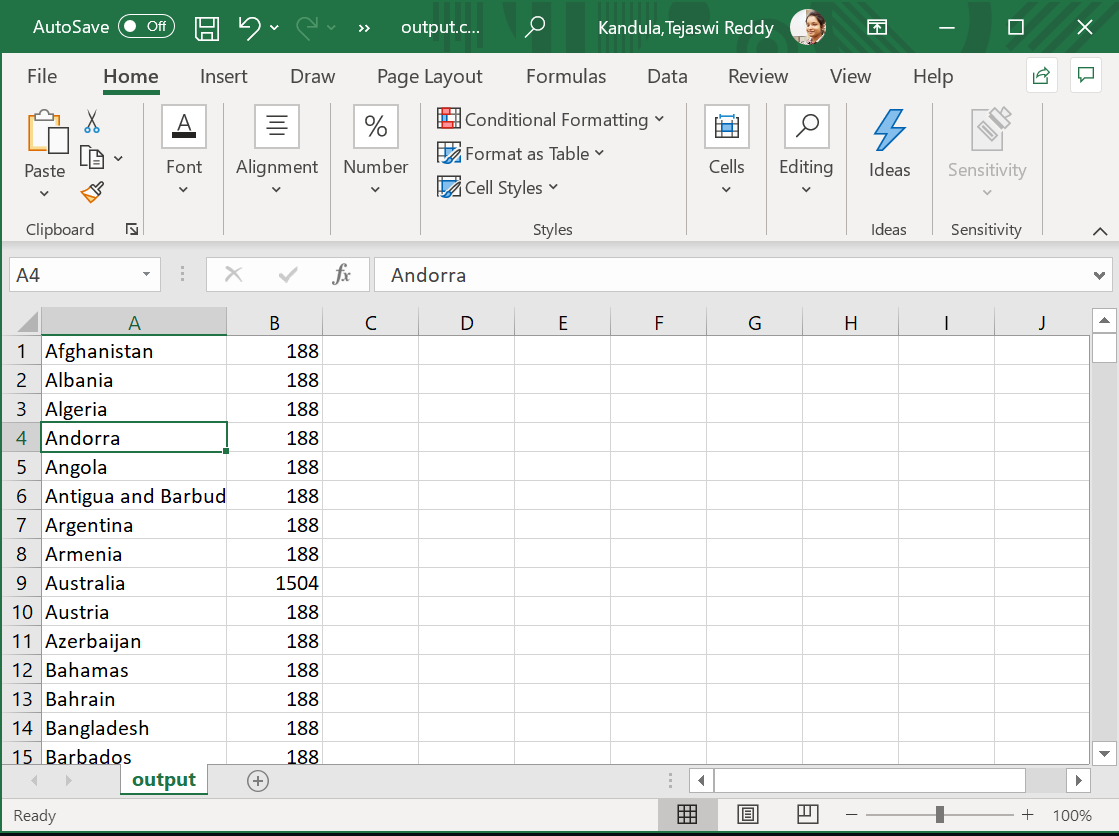 AutoSave Off » output.c... Kandula,Tejaswi Reddy
File Home Insert Draw Page Layout Formulas Data Review View Help
Paste
Clipboard
A
Font
Alignment
%
Number
Conditional Formatting
Format as Table
Cell Styles
Styles
Cells
Editing
Ideas
Ideas
Sensitivity
Sensitivity
A4 fx Andorra
A B C D E F G H I J
1 Afghanistan 188
2 Albania 188
3 Algeria 188
4 Andorra 188
5 Angola 188
6 Antigua and Barbud 188
7 Argentina 188
8 Armenia 188
9 Australia 1504
10 Austria 188
11 Azerbaijan 188
12 Bahamas 188
13 Bahrain 188
14 Bangladesh 188
15 Barbados 188
output
Ready 100%